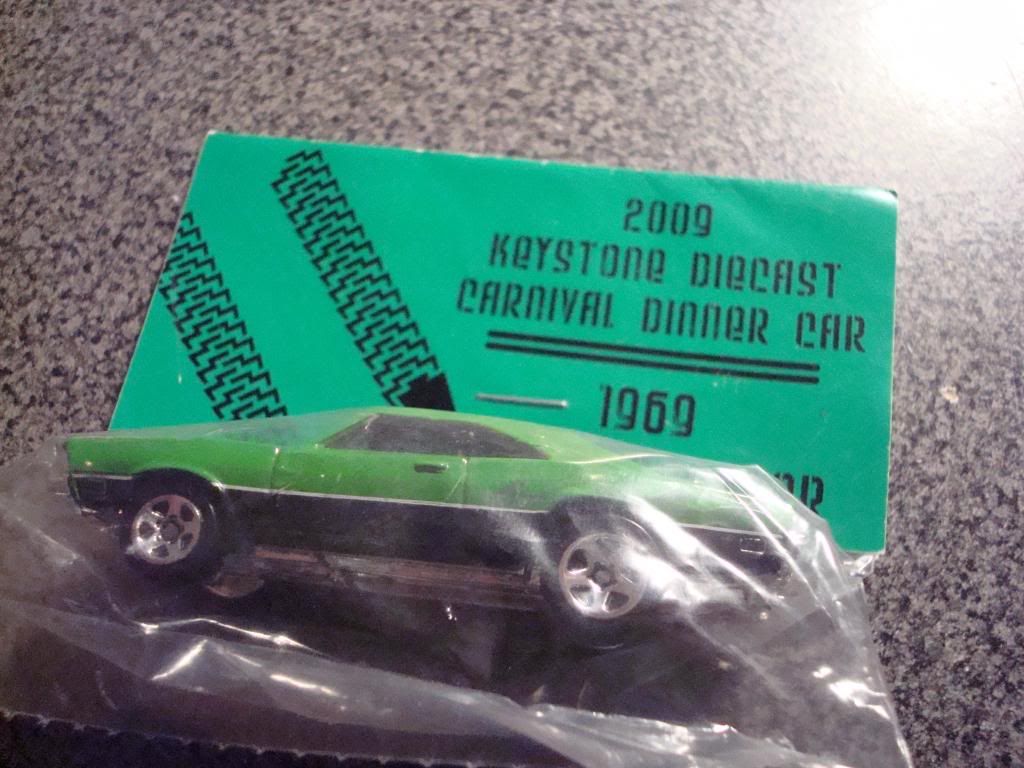 2009
KEYSTONE DIECAST
CARNIVAL DINNER CAR
1969